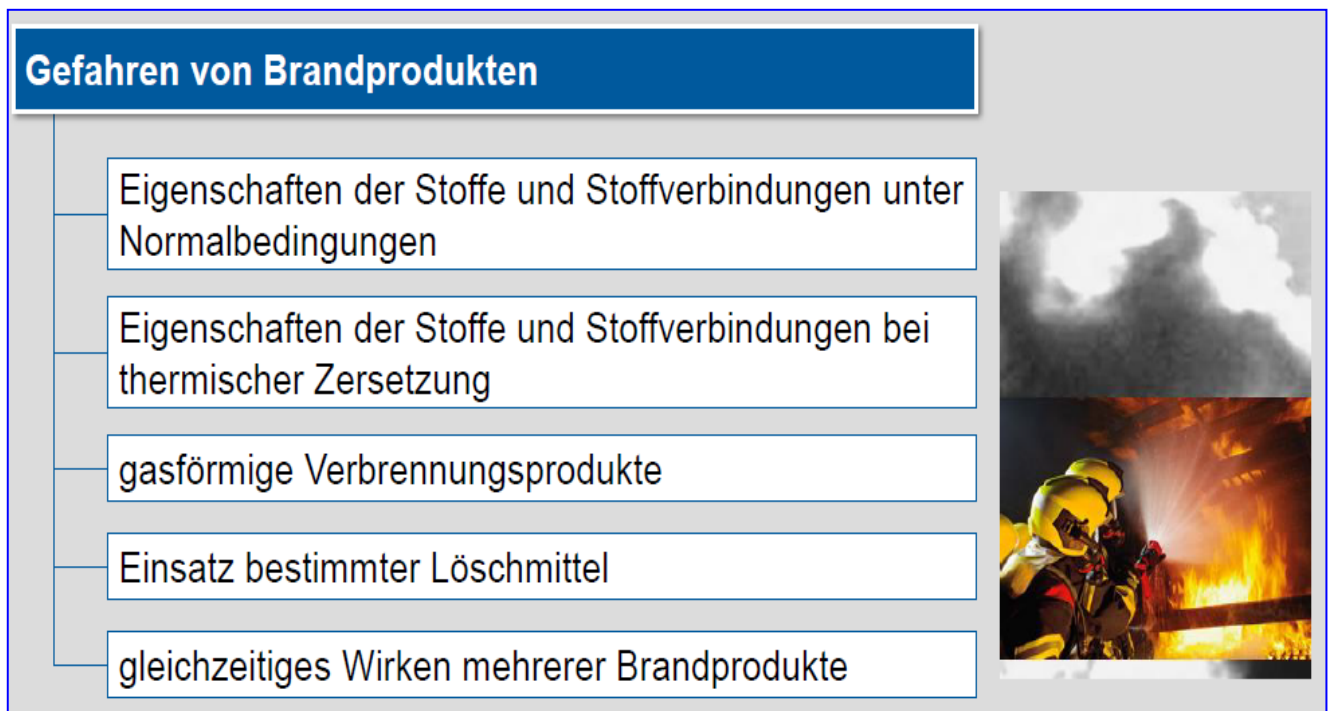 Gefahren von Brandprodukten
Eigenschaften der Stoffe und Stoffverbindungen unter
Normalbedingungen
Eigenschaften der Stoffe und Stoffverbindungen bei
thermischer Zersetzung
gasförmige Verbrennungsprodukte
Einsatz bestimmter Löschmittel
gleichzeitiges Wirken mehrerer Brandprodukte